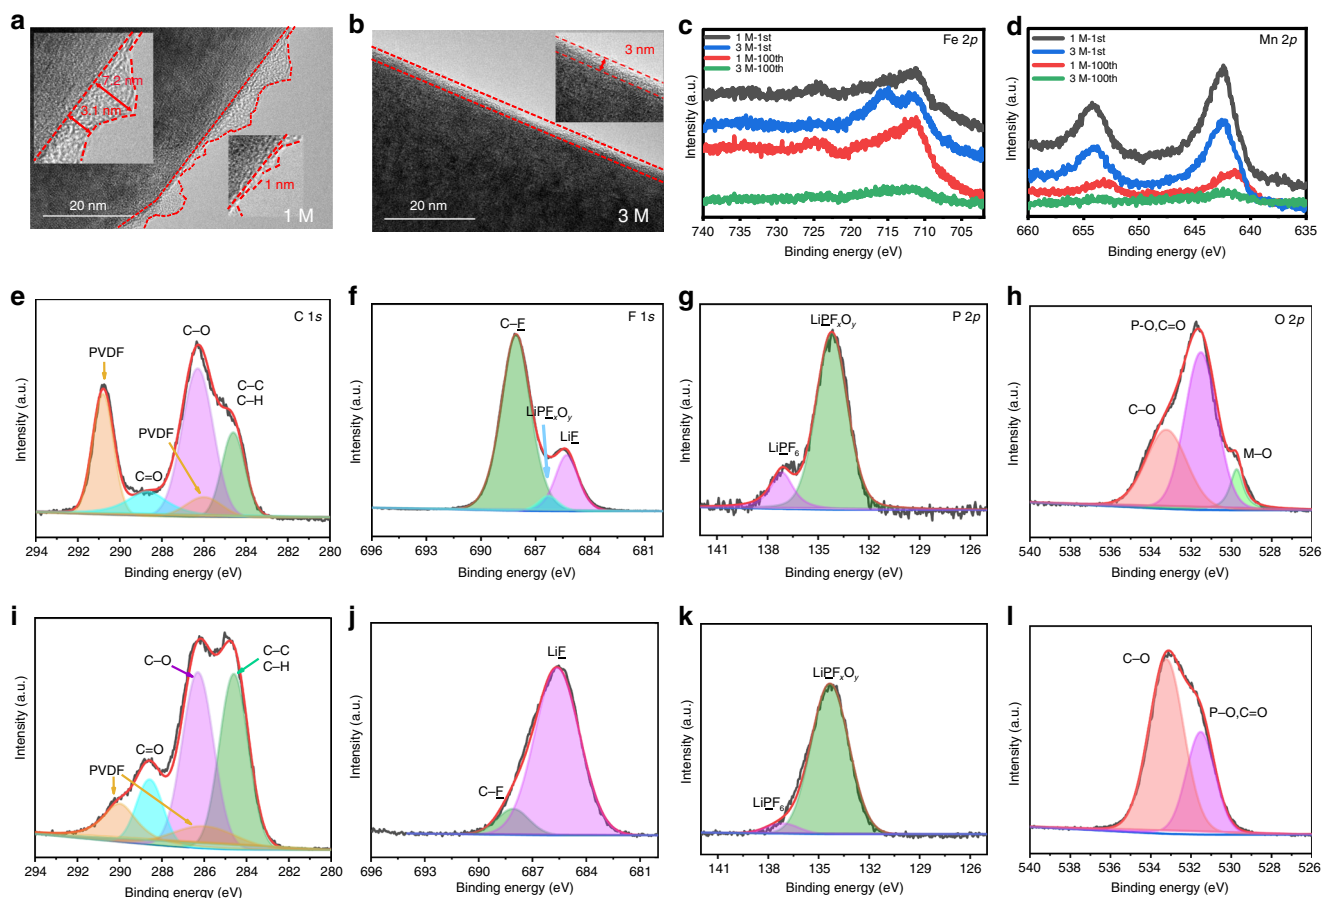 a
7.2 nm
3.1 nm
1 nm
20 nm
1 M
b
3 nm
20 nm
3 M
c
1 M-1st
3 M-1st
1 M-100th
3 M-100th
Fe 2p
Intensity (a.u.)
740 735 730 725 720 715 710 705
Binding energy (eV)
d
1 M-1st
3 M-1st
1 M-100th
3 M-100th
Mn 2p
Intensity (a.u.)
660 655 650 645 640 635
Binding energy (eV)
e
C 1s
PVDF
C–O
C–C
C–H
PVDF
C=O
Intensity (a.u.)
294 292 290 288 286 284 282 280
Binding energy (eV)
f
F 1s
C–F
LiPFxOy
LiF
Intensity (a.u.)
696 693 690 687 684 681
Binding energy (eV)
g
P 2p
LiPFxOy
LiPF6
Intensity (a.u.)
141 138 135 132 129 126
Binding energy (eV)
h
O 2p
P-O,C=O
C–O
M–O
Intensity (a.u.)
540 538 536 534 532 530 528 526
Binding energy (eV)
i
C–O
C–C
C–H
C=O
PVDF
Intensity (a.u.)
294 292 290 288 286 284 282 280
Binding energy (eV)
j
LiF
C–F
Intensity (a.u.)
696 693 690 687 684 681
Binding energy (eV)
k
LiPFxOy
LiPF6
Intensity (a.u.)
141 138 135 132 129 126
Binding energy (eV)
l
C–O
P–O,C=O
Intensity (a.u.)
540 538 536 534 532 530 528 526
Binding energy (eV)